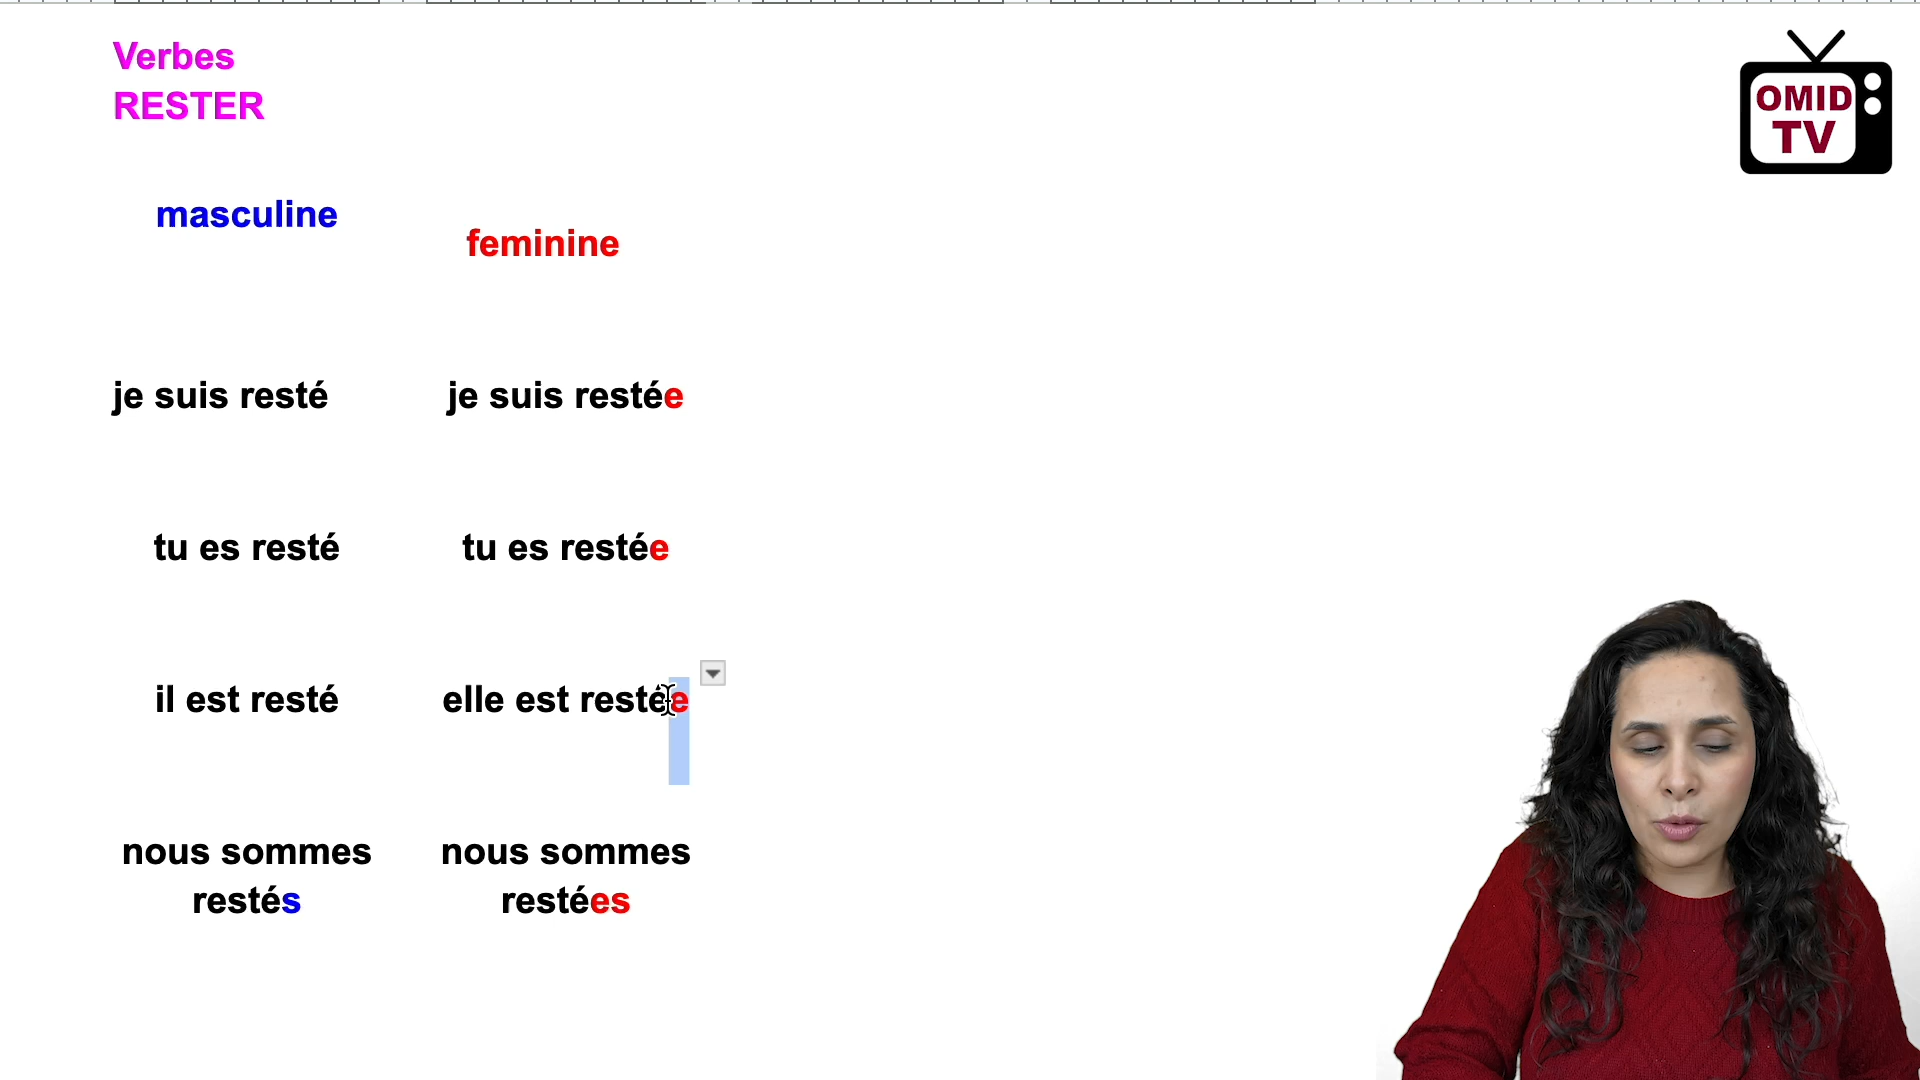 Verbes
RESTER
OMID
TV
masculine
feminine
je suis resté
je suis restée
tu es resté
tu es restée
il est resté
elle est restée
nous sommes
restés
nous sommes
restées